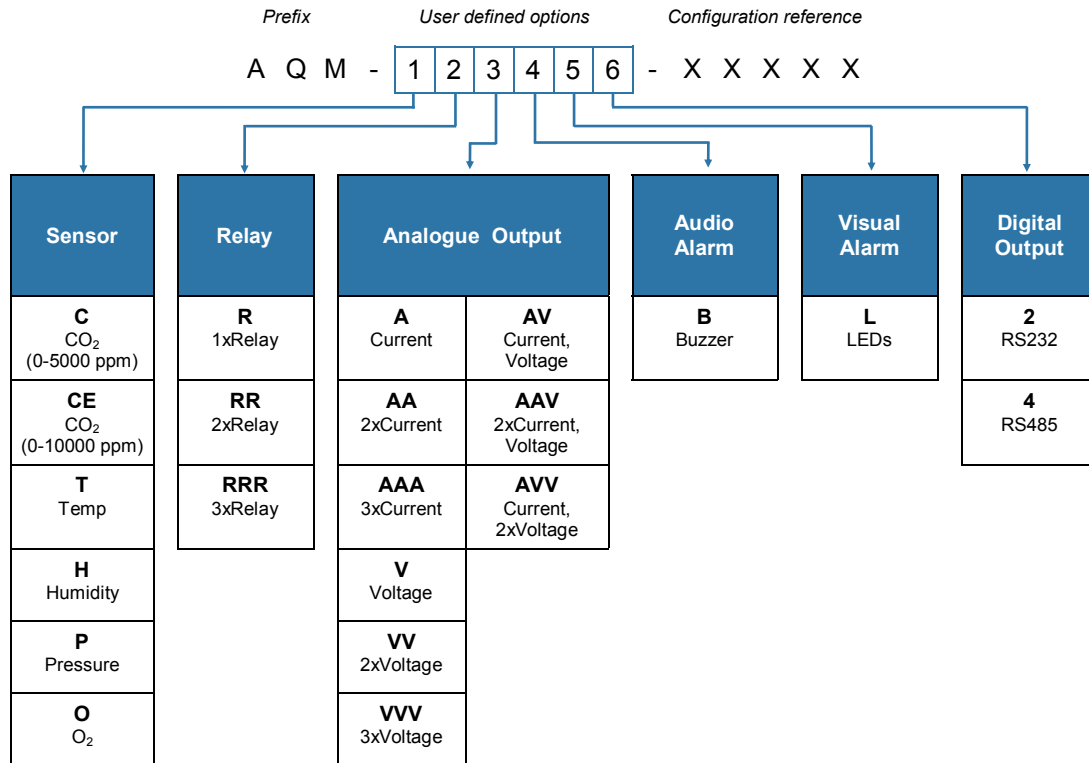 Prefix User defined options Configuration reference
A Q M - 1 2 3 4 5 6 - X X X X X
Sensor
Relay
Analogue Output
Audio
Alarm
Visual
Alarm
Digital
Output
C
CO₂
(0-5000 ppm)
CE
CO₂
(0-10000 ppm)
T
Temp
H
Humidity
P
Pressure
O
O₂
R
1xRelay
RR
2xRelay
RRR
3xRelay
A
Current
AA
2xCurrent
AAA
3xCurrent
V
Voltage
VV
2xVoltage
VVV
3xVoltage
AV
Current,
Voltage
AAV
2xCurrent,
Voltage
AVV
Current,
2xVoltage
B
Buzzer
L
LEDs
2
RS232
4
RS485